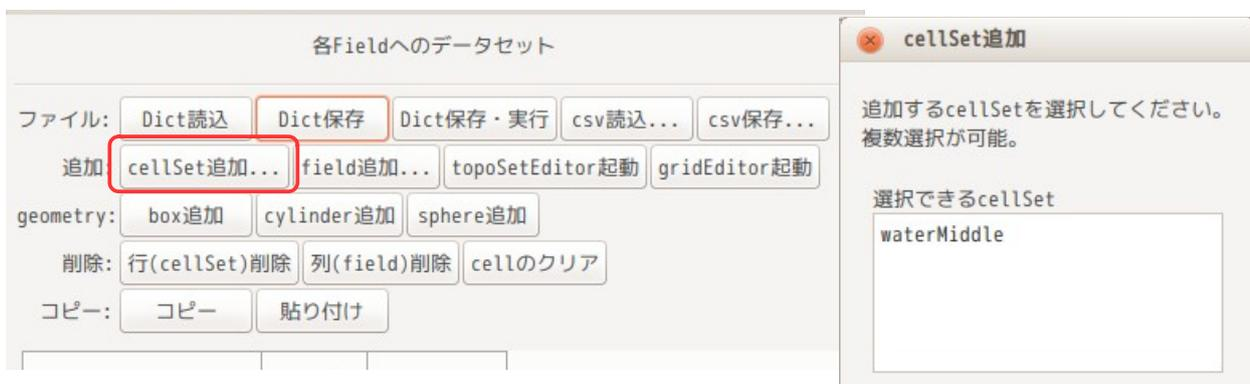 各Fieldへのデータセット
ファイル: Dict読込 Dict保存 Dict保存・実行 csv読込... csv保存...
追加: cellSet追加... field追加... topoSetEditor起動 gridEditor起動
geometry: box追加 cylinder追加 sphere追加
削除: 行(cellSet)削除 列(field)削除 cellのクリア
コピー: コピー 貼り付け
cellSet追加
追加するcellSetを選択してください。
複数選択が可能。
選択できるcellSet
waterMiddle